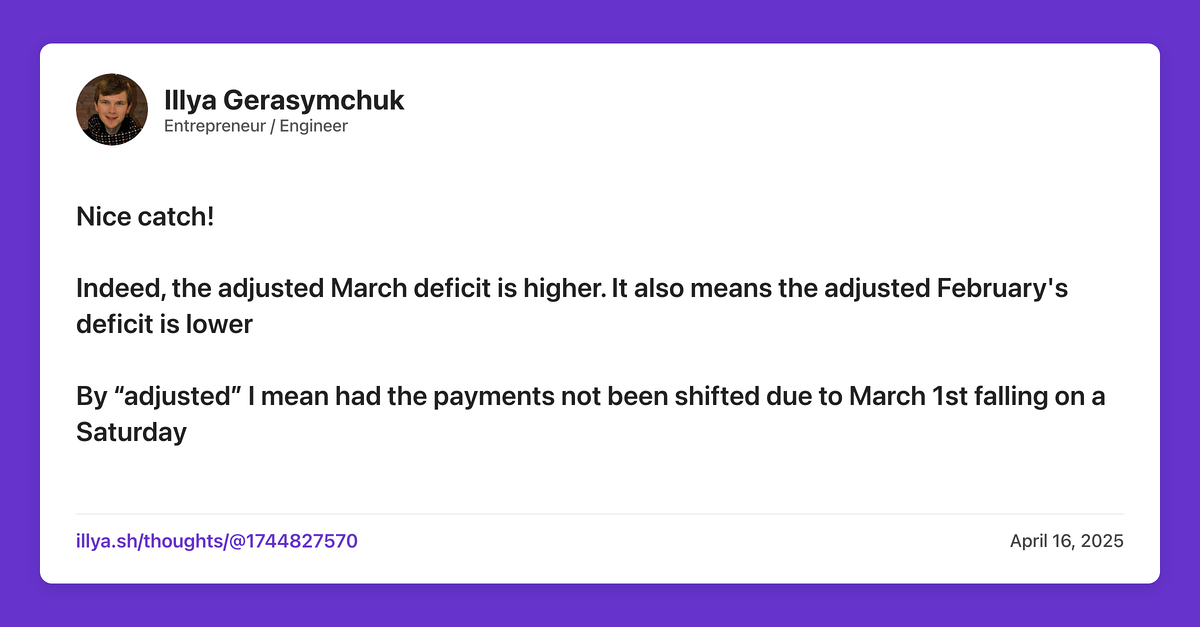 Illya Gerasymchuk
Entrepreneur / Engineer
Nice catch!
Indeed, the adjusted March deficit is higher. It also means the adjusted February's
deficit is lower
By “adjusted” I mean had the payments not been shifted due to March 1st falling on a
Saturday
illya.sh/thoughts/@1744827570
April 16, 2025